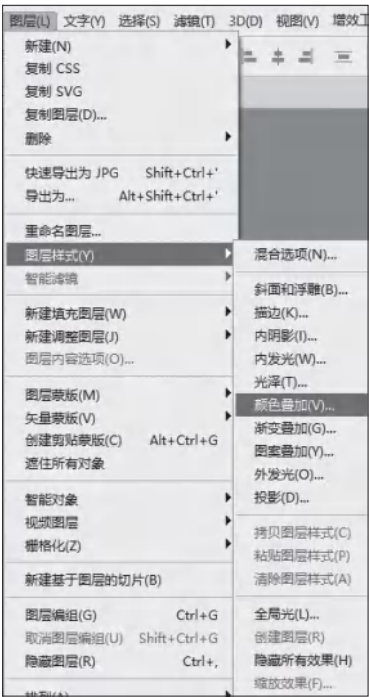 图层(L) 文字(Y) 选择(S) 滤镜(T) 3D(D) 视图(V) 增效工
新建(N)
复制 CSS
复制 SVG
复制图层(D)...
删除
快速导出为 JPG Shift+Ctrl+'
导出为... Alt+Shift+Ctrl+'
重命名图层...
图层样式(Y)
智能滤镜
新建填充图层(W)
新建调整图层(J)
图层内容选项(O)...
图层蒙版(M)
矢量蒙版(V)
创建剪贴蒙版(C) Alt+Ctrl+G
遮住所有对象
智能对象
视频图层
栅格化(Z)
新建基于图层的切片(B)
图层编组(G) Ctrl+G
取消图层编组(U) Shift+Ctrl+G
隐藏图层(R) Ctrl+,
排列(A)
混合选项(N)...
斜面和浮雕(B)...
描边(K)...
内阴影(I)...
内发光(W)...
光泽(T)...
颜色叠加(V)...
渐变叠加(G)...
图案叠加(Y)...
外发光(O)...
投影(D)...
拷贝图层样式(C)
粘贴图层样式(P)
清除图层样式(A)
全局光(L)...
创建图层(R)
隐藏所有效果(H)
缩放效果(F)...